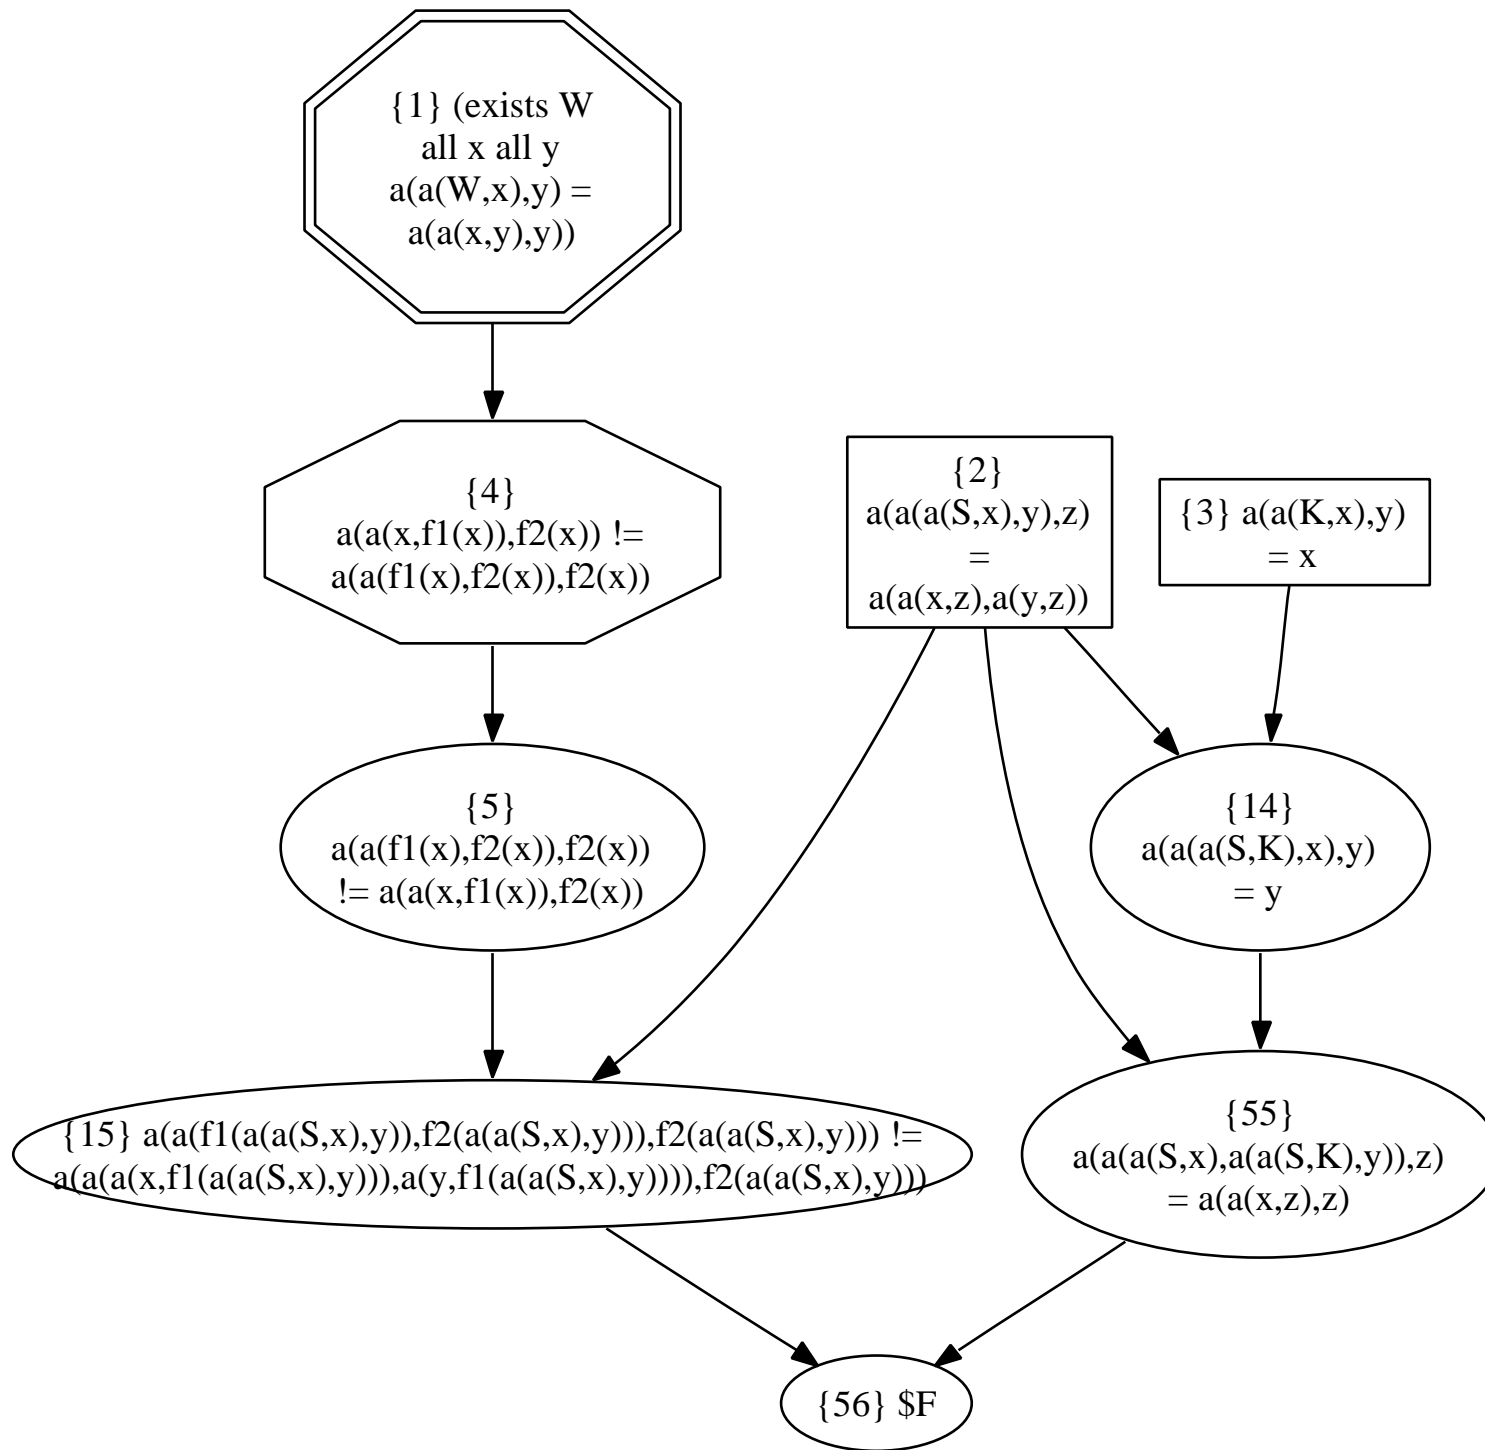 {1} (exists W
all x all y
a(a(W,x),y) =
a(a(x,y),y))
{4}
a(a(x,f1(x)),f2(x)) !=
a(a(f1(x),f2(x)),f2(x))
{2}
a(a(a(S,x),y),z)
=
a(a(x,z),a(y,z))
{3} a(a(K,x),y)
= x
{5}
a(a(f1(x),f2(x)),f2(x))
!= a(a(x,f1(x)),f2(x))
{14}
a(a(a(S,K),x),y)
= y
{15} a(a(f1(a(a(S,x),y)),f2(a(a(S,x),y))),f2(a(a(S,x),y))) !=
a(a(a(x,f1(a(a(S,x),y))),a(y,f1(a(a(S,x),y)))),f2(a(a(S,x),y)))
{55}
a(a(a(S,x),a(a(S,K),y)),z)
= a(a(x,z),z)
{56} $F